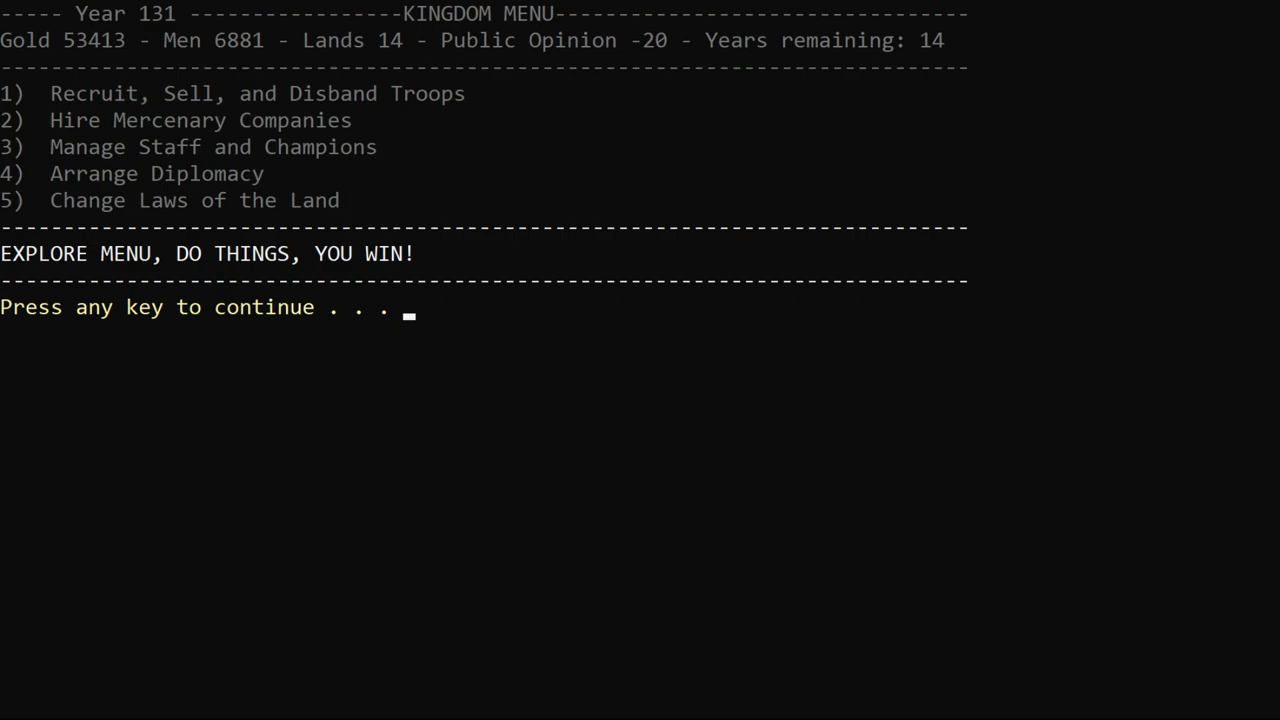 ----- Year 131 -----------------KINGDOM MENU---------------------------------
Gold 53413 - Men 6881 - Lands 14 - Public Opinion -20 - Years remaining: 14
-----------------------------------------------------------------------------
1)  Recruit, Sell, and Disband Troops
2)  Hire Mercenary Companies
3)  Manage Staff and Champions
4)  Arrange Diplomacy
5)  Change Laws of the Land
-----------------------------------------------------------------------------
EXPLORE MENU, DO THINGS, YOU WIN!
-----------------------------------------------------------------------------
Press any key to continue . . . _